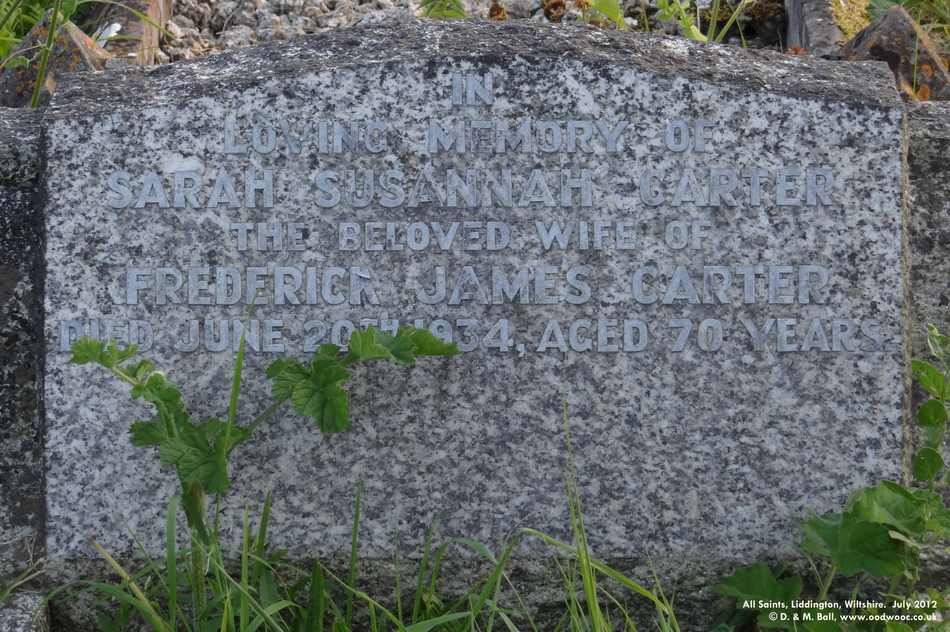 IN
LOVING MEMORY OF
SARAH SUSANNAH CARTER
THE BELOVED WIFE OF
FREDERICK JAMES CARTER
DIED JUNE 20TH 1934, AGED 70 YEARS
All Saints, Liddington, Wiltshire. July 2012
© D. & M. Ball, www.oodwooc.co.uk